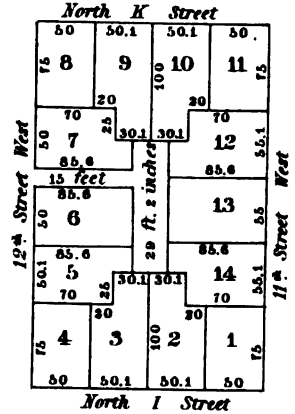 North K Street
50 50.1 50.1 50
75 8 9 10 11 75
100
70 20 20 70
50 7 25 30.1 30.1 12 55.1
85.6
15 feet
85.6
50 6 29 ft. 2 inches 13 55
85.6 85.6
50.1 5 25 30.1 30.1 14 55.1
70 20 20 70
75 4 3 100 2 1 75
50 50.1 50.1 50
North I Street
12th Street West
11th Street West